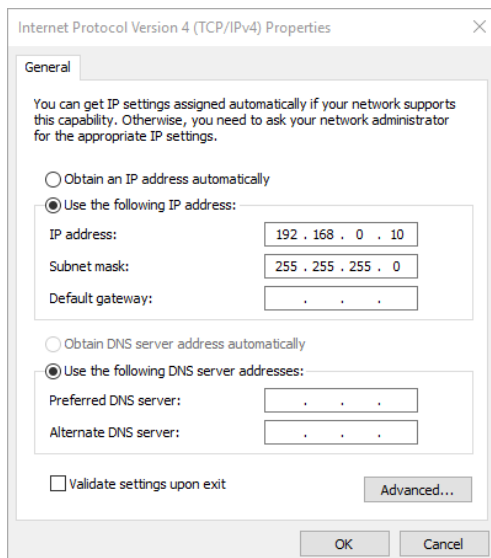 Internet Protocol Version 4 (TCP/IPv4) Properties
General
You can get IP settings assigned automatically if your network supports
this capability. Otherwise, you need to ask your network administrator
for the appropriate IP settings.
Obtain an IP address automatically
Use the following IP address:
IP address: 192 . 168 . 0 . 10
Subnet mask: 255 . 255 . 255 . 0
Default gateway: . . .
Obtain DNS server address automatically
Use the following DNS server addresses:
Preferred DNS server: . . .
Alternate DNS server: . . .
Validate settings upon exit
Advanced...
OK Cancel